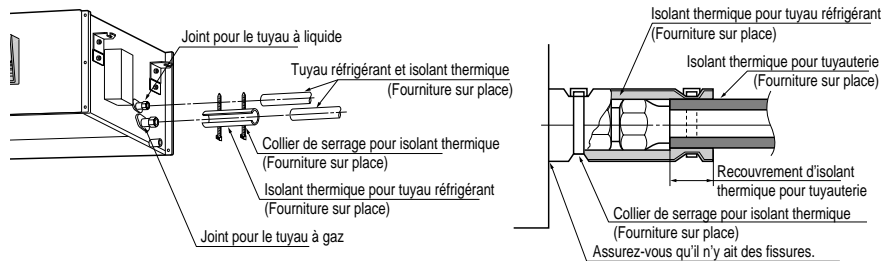 Joint pour le tuyau à liquide
Tuyau réfrigérant et isolant thermique
(Fourniture sur place)
Collier de serrage pour isolant thermique
(Fourniture sur place)
Isolant thermique pour tuyau réfrigérant
(Fourniture sur place)
Joint pour le tuyau à gaz
Isolant thermique pour tuyau réfrigérant
(Fourniture sur place)
Isolant thermique pour tuyauterie
(Fourniture sur place)
Recouvrement d'isolant
thermique pour tuyauterie
Collier de serrage pour isolant thermique
(Fourniture sur place)
Assurez-vous qu'il n'y ait des fissures.